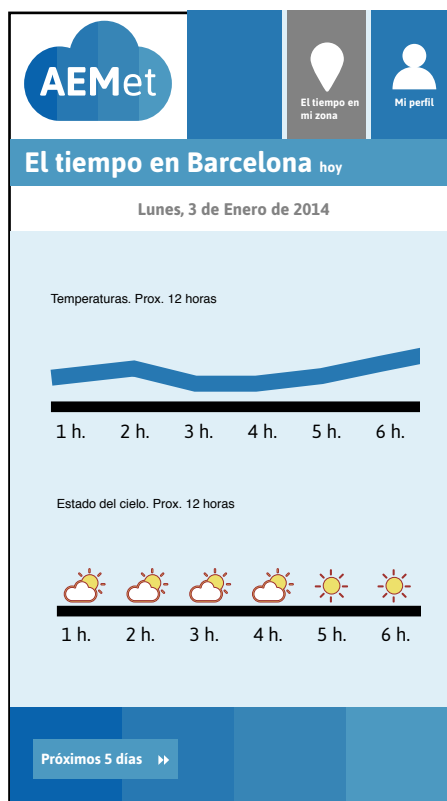 AEMet
El tiempo en
mi zona
Mi perfil
El tiempo en Barcelona hoy
Lunes, 3 de Enero de 2014
Temperaturas. Prox. 12 horas
1 h. 2 h. 3 h. 4 h. 5 h. 6 h.
Estado del cielo. Prox. 12 horas
1 h. 2 h. 3 h. 4 h. 5 h. 6 h.
Próximos 5 días